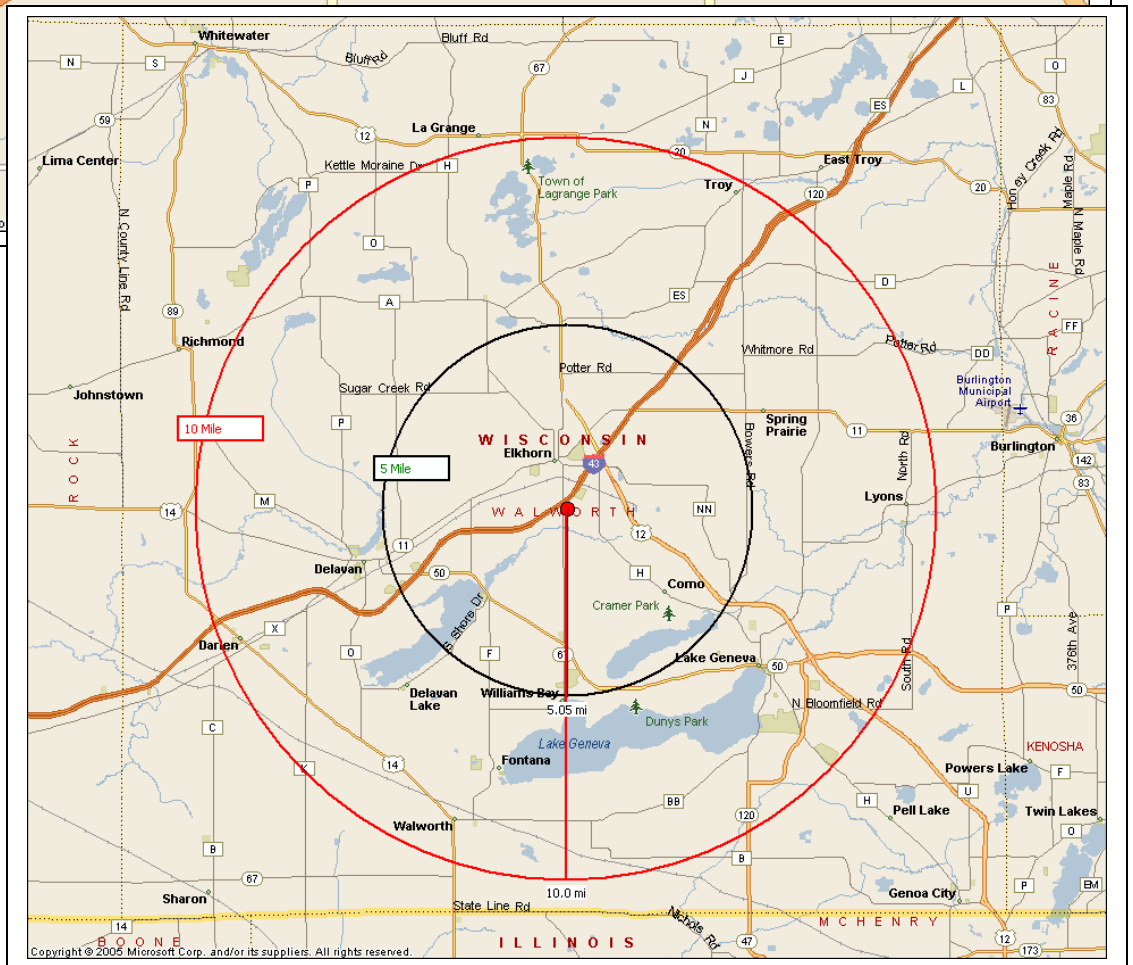 Whitewater
Bluff Rd
Bluff Rd
E
N
S
67
J
O
L
83
ES
59
La Grange
12
N
Honey Creek Rd
Maple Rd
Lima Center
Kettle Moraine Dr
H
20
East Troy
P
Town of
Lagrange Park
Troy
120
20
N County Line Rd
N Maple Rd
O
D
RACINE
A
ES
89
FF
Richmond
Whitmore Rd
Potter Rd
DD
Potter Rd
Johnstown
Sugar Creek Rd
Burlington
Municipal
Airport
10 Mile
P
Spring
Prairie
36
11
WISCONSIN
Bowers Rd
North Rd
Burlington
ROCK
Elkhorn
5 Mile
43
142
83
M
Lyons
14
WALWORTH
NN
11
12
Delavan
50
H
Como
Cramer Park
P
376th Ave
X
S Shore Dr
Darien
O
F
6
Lake Geneva
50
South Rd
Delavan
Lake
Williams Bay
50
5.05 mi
N Bloomfield Rd
C
Dunys Park
Lake Geneva
KENOSHA
K
14
Fontana
Powers Lake
F
U
BB
H
Pell Lake
Twin Lakes
Walworth
120
O
B
B
67
10.0 mi
Genoa City
P
EM
Sharon
State Line Rd
14
Nichols Rd
MCHENRY
BOONE
ILLINOIS
47
12
173
Copyright © 2005 Microsoft Corp. and/or its suppliers. All rights reserved.